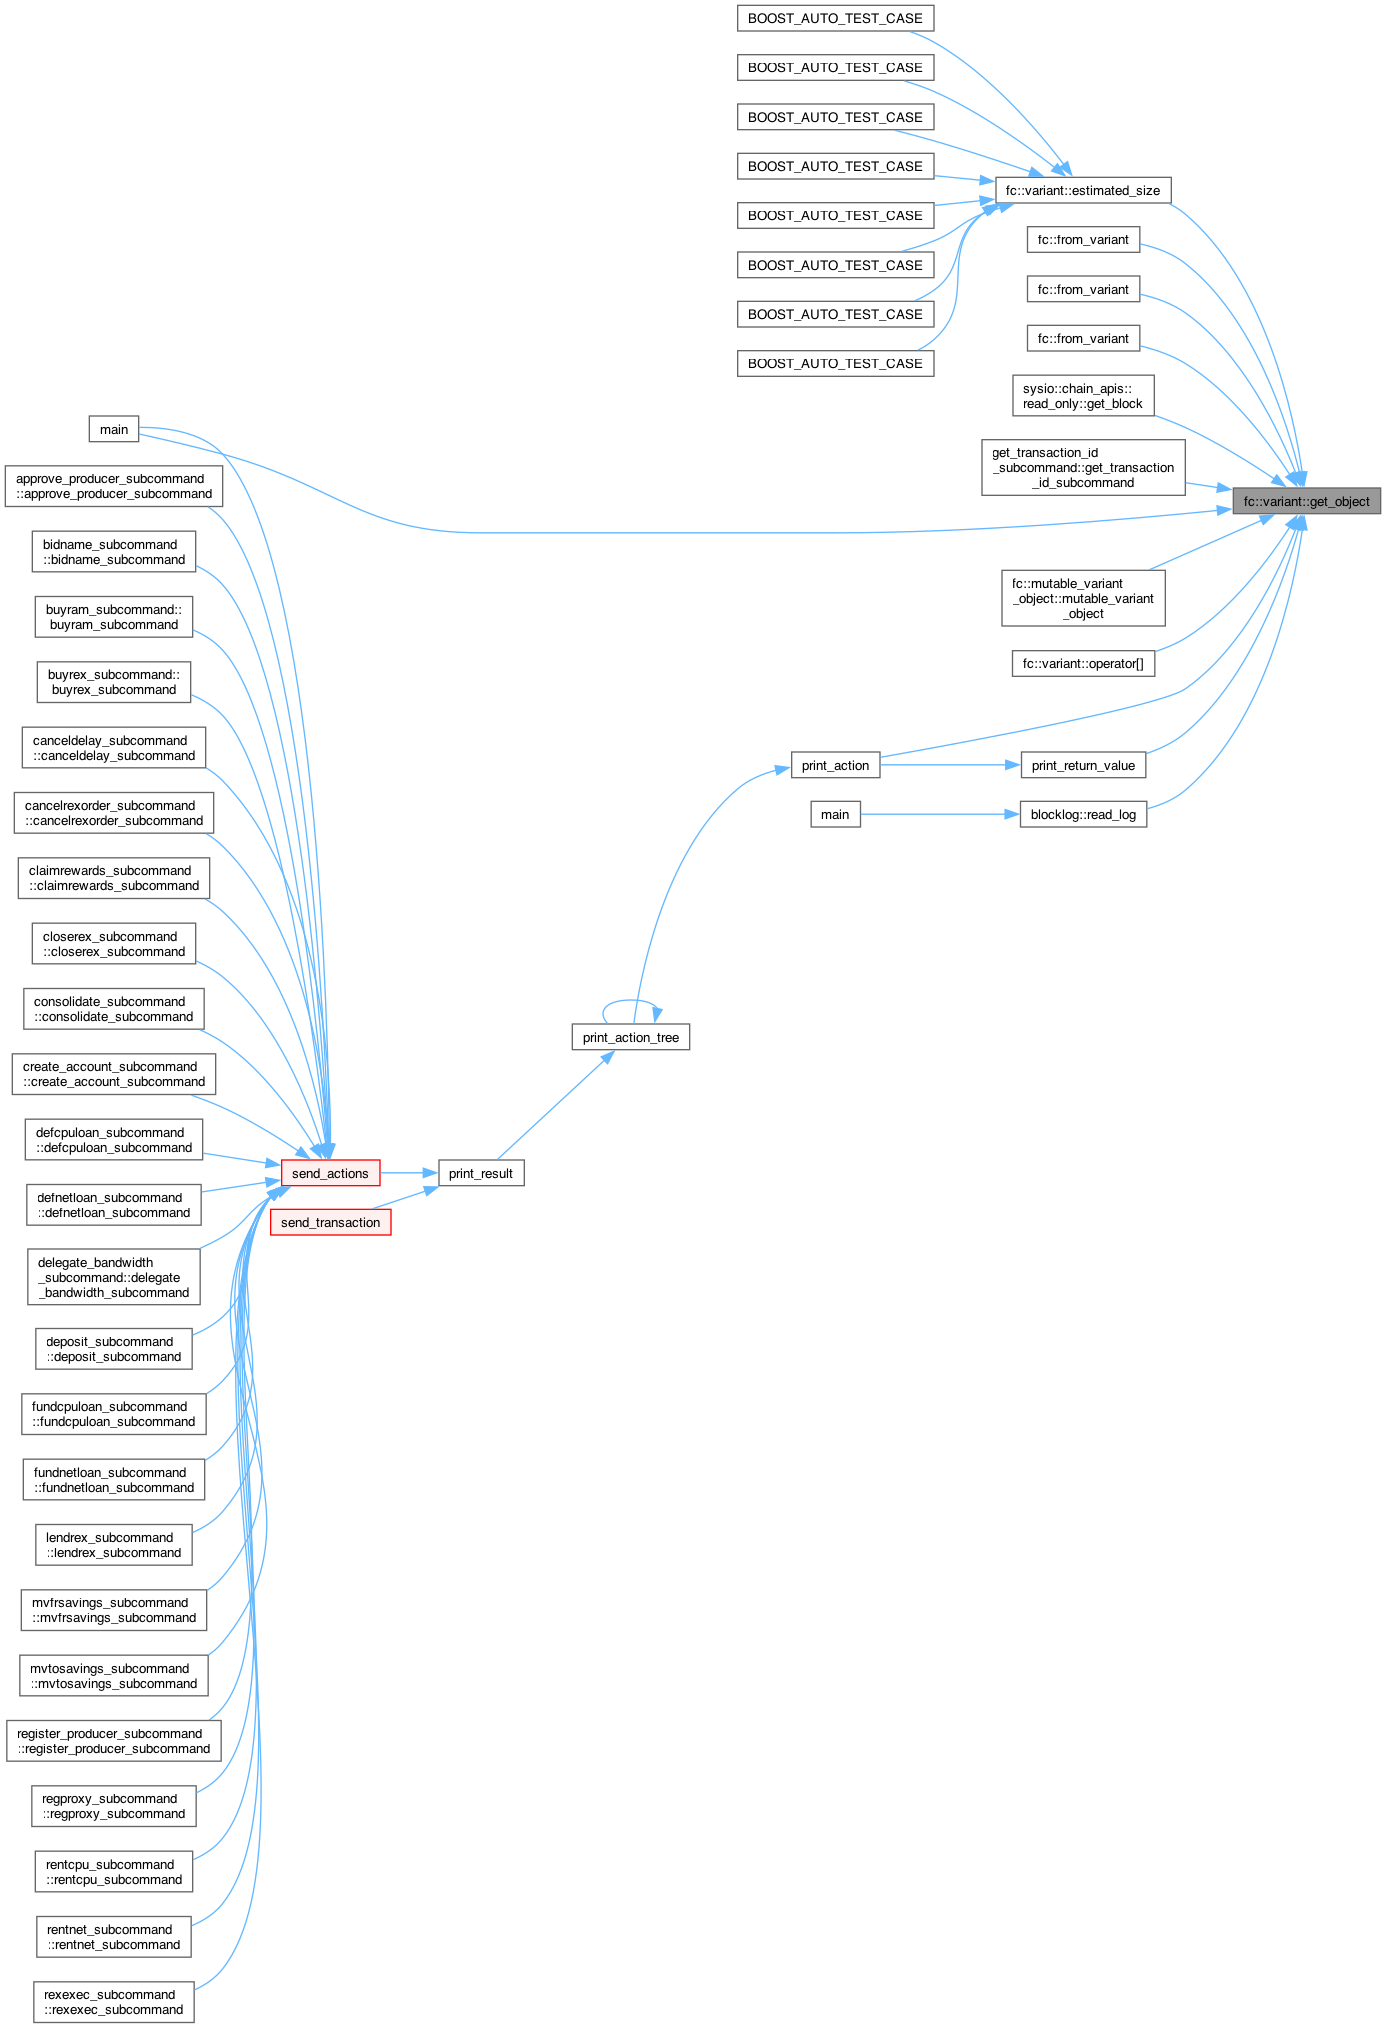 BOOST_AUTO_TEST_CASE
BOOST_AUTO_TEST_CASE
BOOST_AUTO_TEST_CASE
BOOST_AUTO_TEST_CASE
BOOST_AUTO_TEST_CASE
BOOST_AUTO_TEST_CASE
BOOST_AUTO_TEST_CASE
BOOST_AUTO_TEST_CASE
fc::variant::estimated_size
fc::from_variant
fc::from_variant
fc::from_variant
sysio::chain_apis::
read_only::get_block
get_transaction_id
_subcommand::get_transaction
_id_subcommand
fc::variant::get_object
fc::mutable_variant
_object::mutable_variant
_object
fc::variant::operator[]
print_action
print_return_value
main
blocklog::read_log
print_action_tree
print_result
send_actions
send_transaction
main
approve_producer_subcommand
::approve_producer_subcommand
bidname_subcommand
::bidname_subcommand
buyram_subcommand::
buyram_subcommand
buyrex_subcommand::
buyrex_subcommand
canceldelay_subcommand
::canceldelay_subcommand
cancelrexorder_subcommand
::cancelrexorder_subcommand
claimrewards_subcommand
::claimrewards_subcommand
closerex_subcommand
::closerex_subcommand
consolidate_subcommand
::consolidate_subcommand
create_account_subcommand
::create_account_subcommand
defcpuloan_subcommand
::defcpuloan_subcommand
defnetloan_subcommand
::defnetloan_subcommand
delegate_bandwidth
_subcommand::delegate
_bandwidth_subcommand
deposit_subcommand
::deposit_subcommand
fundcpuloan_subcommand
::fundcpuloan_subcommand
fundnetloan_subcommand
::fundnetloan_subcommand
lendrex_subcommand
::lendrex_subcommand
mvfrsavings_subcommand
::mvfrsavings_subcommand
mvtosavings_subcommand
::mvtosavings_subcommand
register_producer_subcommand
::register_producer_subcommand
regproxy_subcommand
::regproxy_subcommand
rentcpu_subcommand
::rentcpu_subcommand
rentnet_subcommand
::rentnet_subcommand
rexexec_subcommand
::rexexec_subcommand